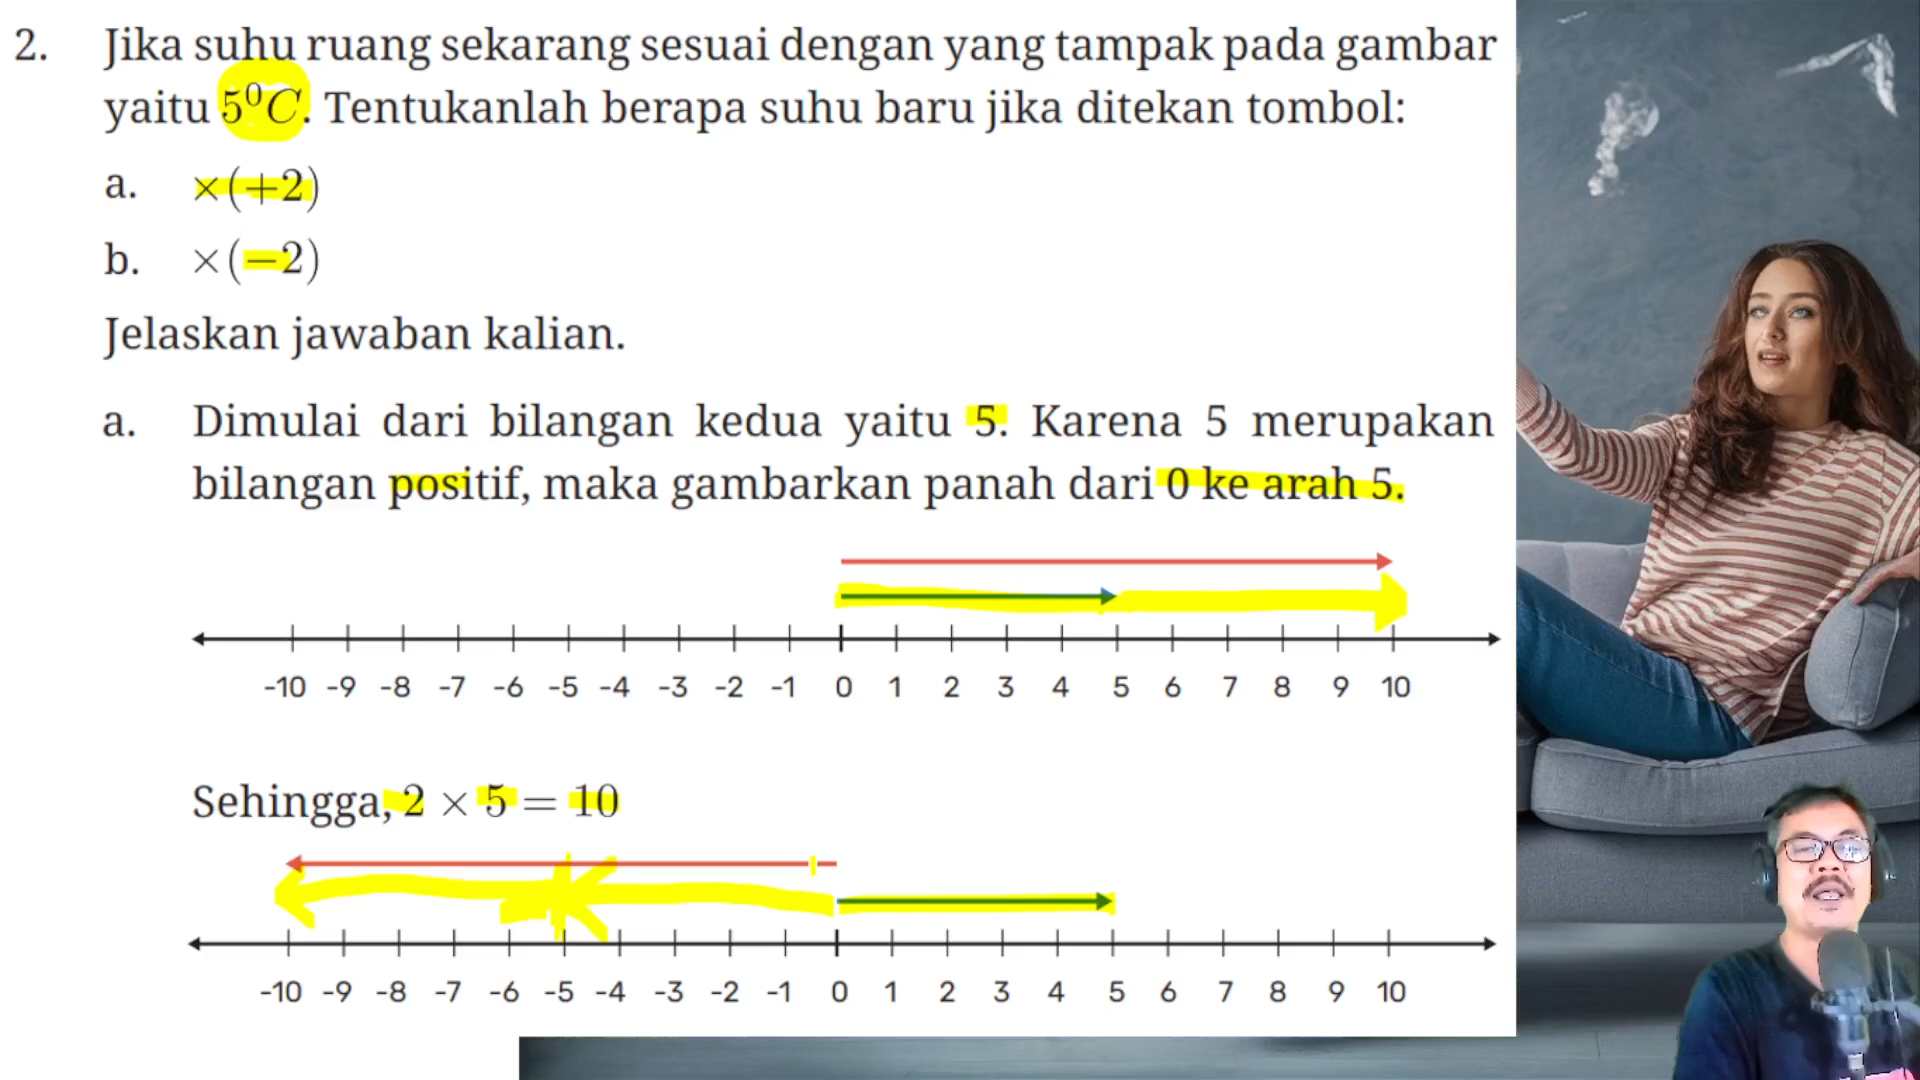 2. Jika suhu ruang sekarang sesuai dengan yang tampak pada gambar
yaitu 5⁰C. Tentukanlah berapa suhu baru jika ditekan tombol:
a. ×(+2)
b. ×(−2)
Jelaskan jawaban kalian.
a. Dimulai dari bilangan kedua yaitu 5. Karena 5 merupakan
bilangan positif, maka gambarkan panah dari 0 ke arah 5.
-10 -9 -8 -7 -6 -5 -4 -3 -2 -1 0 1 2 3 4 5 6 7 8 9 10
Sehingga, 2 × 5 = 10
-10 -9 -8 -7 -6 -5 -4 -3 -2 -1 0 1 2 3 4 5 6 7 8 9 10